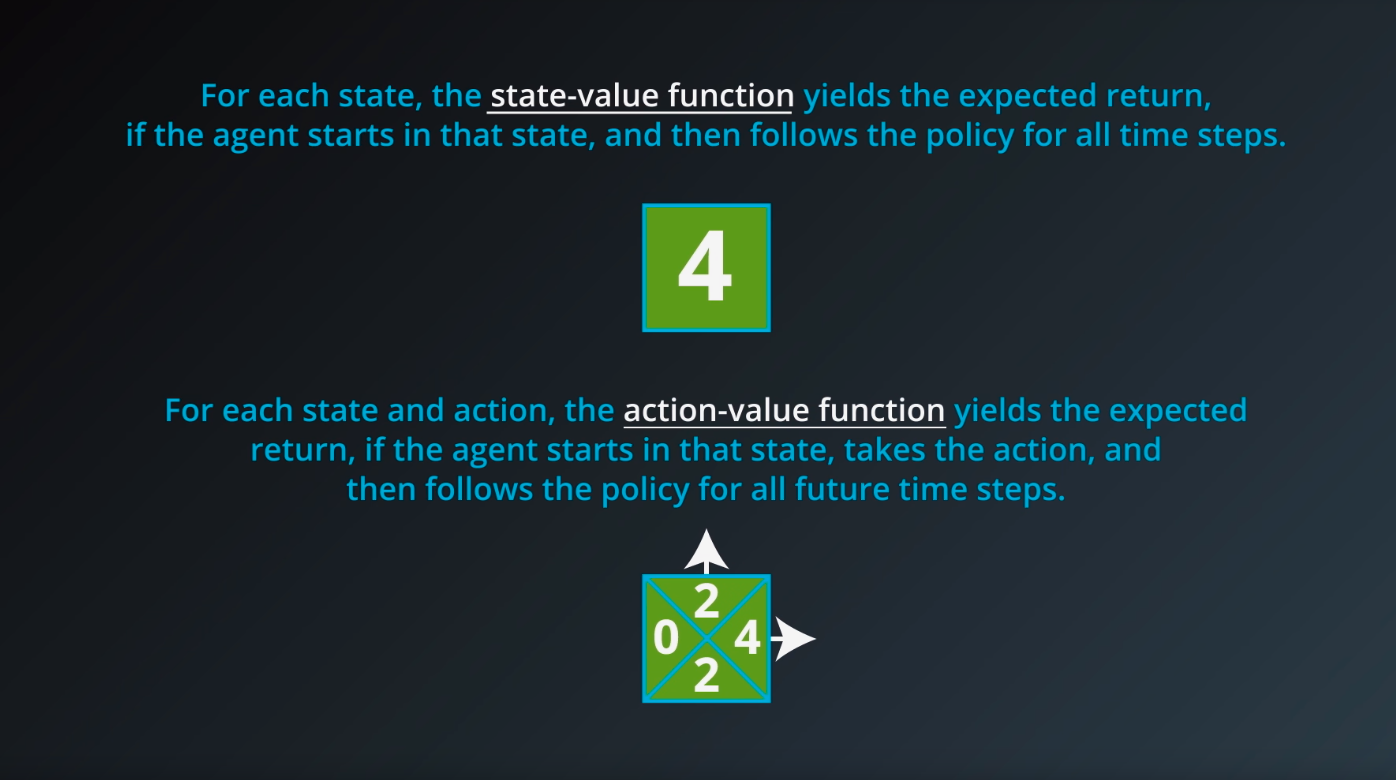 For each state, the state-value function yields the expected return,
if the agent starts in that state, and then follows the policy for all time steps.
4
For each state and action, the action-value function yields the expected
return, if the agent starts in that state, takes the action, and
then follows the policy for all future time steps.
2
0 4
2